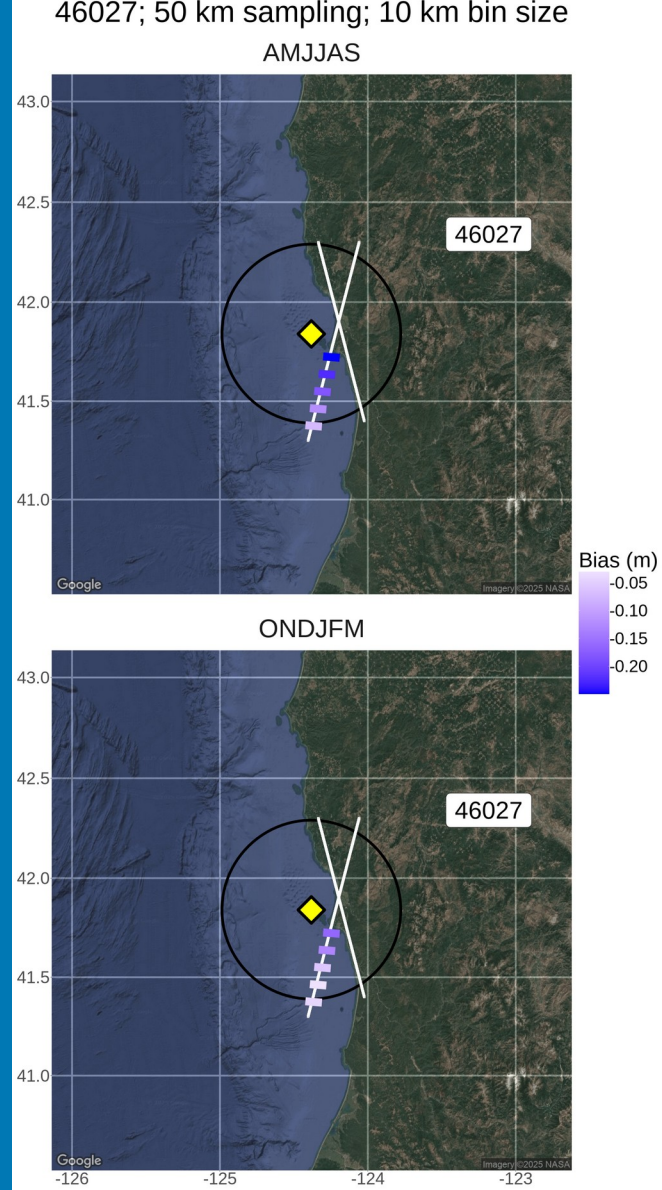 46027; 50 km sampling; 10 km bin size
AMJJAS
43.0
42.5
46027
42.0
41.5
41.0
Google
Imagery ©2025 NASA
Bias (m)
-0.05
-0.10
-0.15
-0.20
ONDJFM
43.0
42.5
46027
42.0
41.5
41.0
Google
Imagery ©2025 NASA
-126 -125 -124 -123